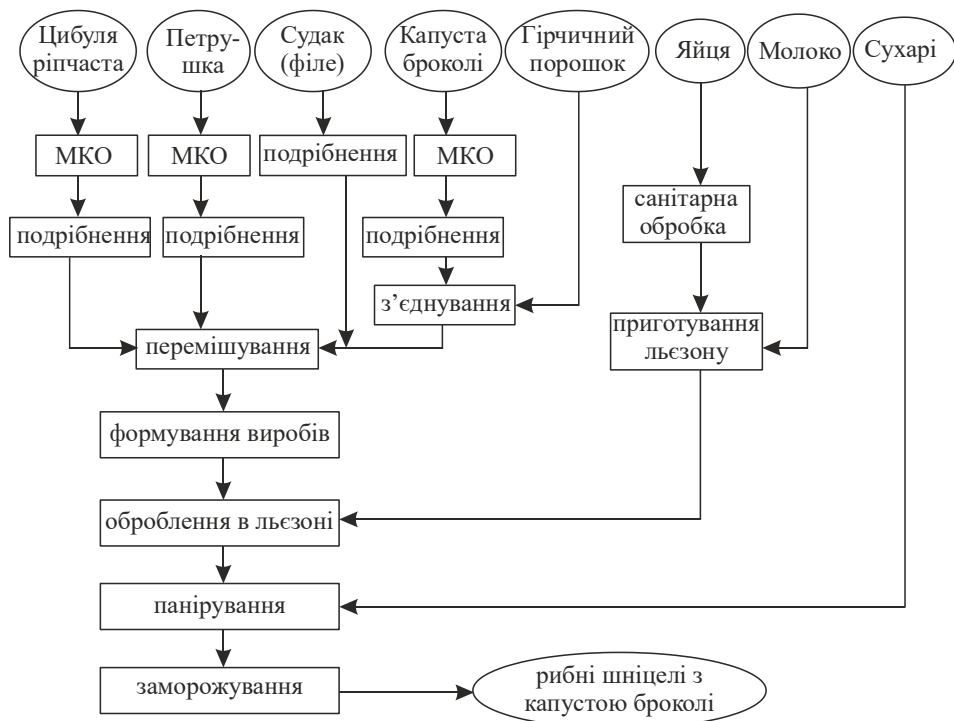 Цибуля
ріпчаста
Петру-
шка
Судак
(філе)
Капуста
броколі
Гірчичний
порошок
Яйця
Молоко
Сухарі
МКО
МКО
подрібнення
МКО
санітарна
обробка
подрібнення
подрібнення
подрібнення
з’єднування
приготування
льєзону
перемішування
формування виробів
оброблення в льєзоні
панірування
заморожування
рибні шніцелі з
капустою броколі